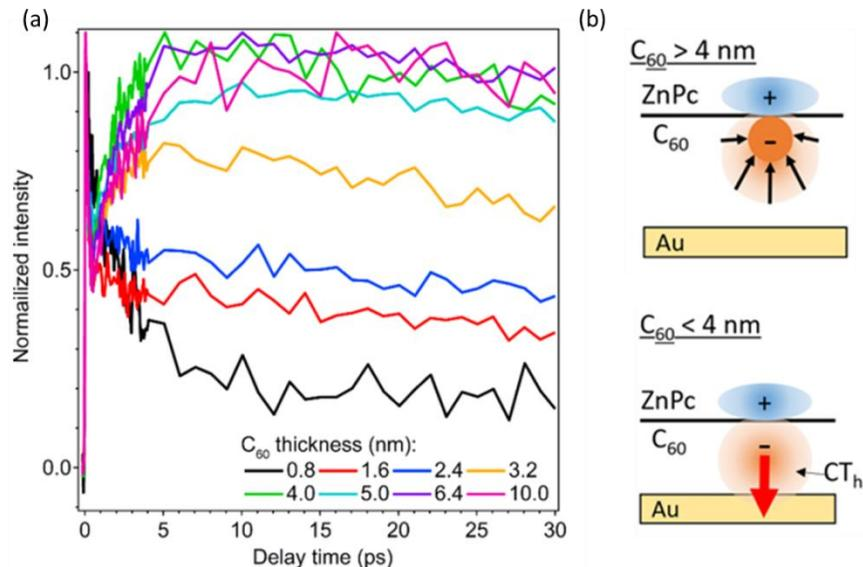 (a)
Normailized intensity
1.0
0.5
0.0
C60 thickness (nm):
0.8 1.6 2.4 3.2
4.0 5.0 6.4 10.0
0 5 10 15 20 25 30
Delay time (ps)
(b)
C60 > 4 nm
ZnPc +
C60 -
Au
C60 < 4 nm
ZnPc +
C60 -
CTh
Au